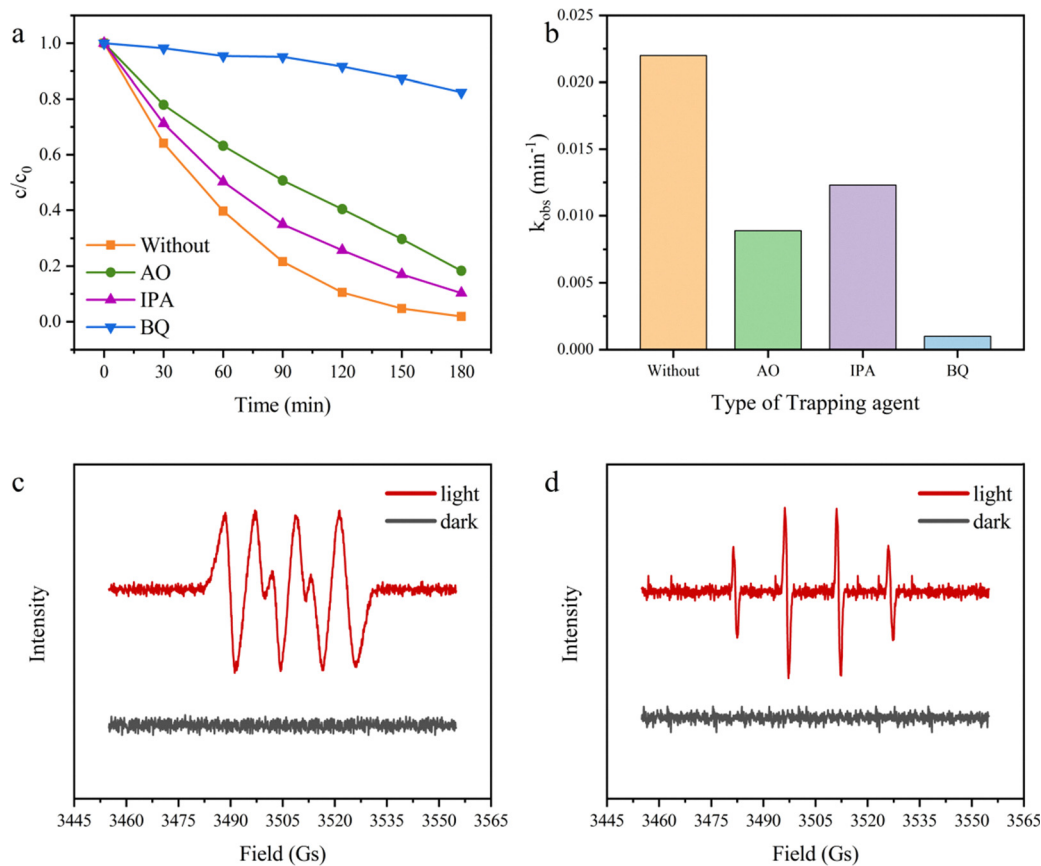 a
1.0
0.8
0.6
0.4
0.2
0.0
c/c0
Without
AO
IPA
BQ
0 30 60 90 120 150 180
Time (min)
b
0.025
0.020
0.015
0.010
0.005
0.000
kobs (min-1)
Without AO IPA BQ
Type of Trapping agent
c
light
dark
Intensity
3445 3460 3475 3490 3505 3520 3535 3550 3565
Field (Gs)
d
light
dark
Intensity
3445 3460 3475 3490 3505 3520 3535 3550 3565
Field (Gs)